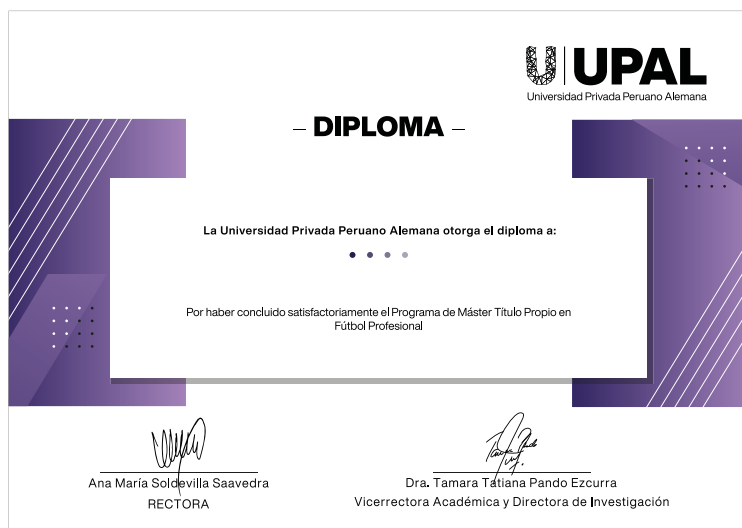 UPAL
Universidad Privada Peruano Alemana
– DIPLOMA –
La Universidad Privada Peruano Alemana otorga el diploma a:
Por haber concluido satisfactoriamente el Programa de Máster Título Propio en
Fútbol Profesional
Ana María Soldevilla Saavedra
RECTORA
Dra. Tamara Tatiana Pando Ezcurra
Vicerrectora Académica y Directora de Investigación